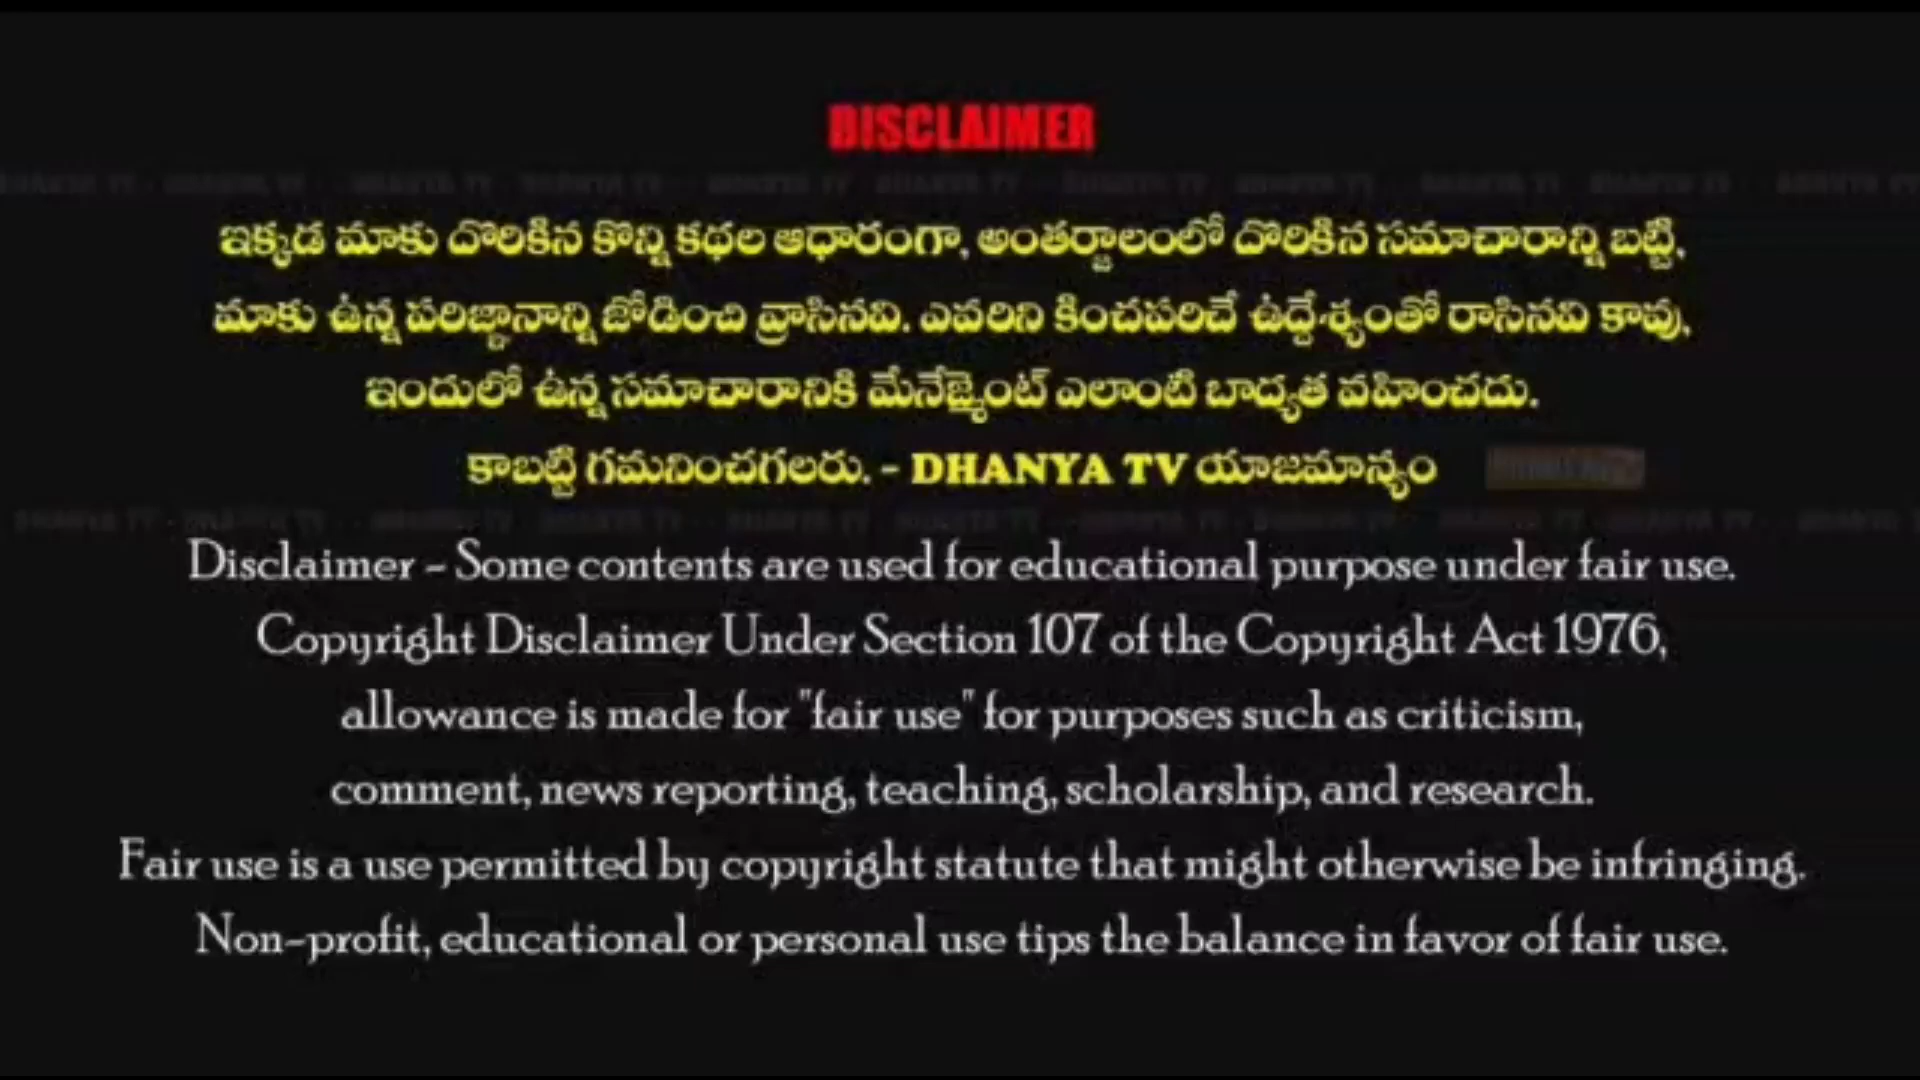 DISCLAIMER
ఇక్కడ మాకు దొరికిన కొన్ని కథల ఆధారంగా, అంతర్జాలంలో దొరికిన సమాచారాన్ని బట్టి,
మాకు ఉన్న పరిజ్ఞానాన్ని జోడించి వ్రాసినవి. ఎవరిని కించపరిచే ఉద్దేశ్యంతో రాసినవి కావు,
ఇందులో ఉన్న సమాచారానికి మేనేజ్మెంట్ ఎలాంటి బాద్యత వహించదు.
కాబట్టి గమనించగలరు. - DHANYA TV యాజమాన్యం
Disclaimer - Some contents are used for educational purpose under fair use.
Copyright Disclaimer Under Section 107 of the Copyright Act 1976,
allowance is made for "fair use" for purposes such as criticism,
comment, news reporting, teaching, scholarship, and research.
Fair use is a use permitted by copyright statute that might otherwise be infringing.
Non-profit, educational or personal use tips the balance in favor of fair use.